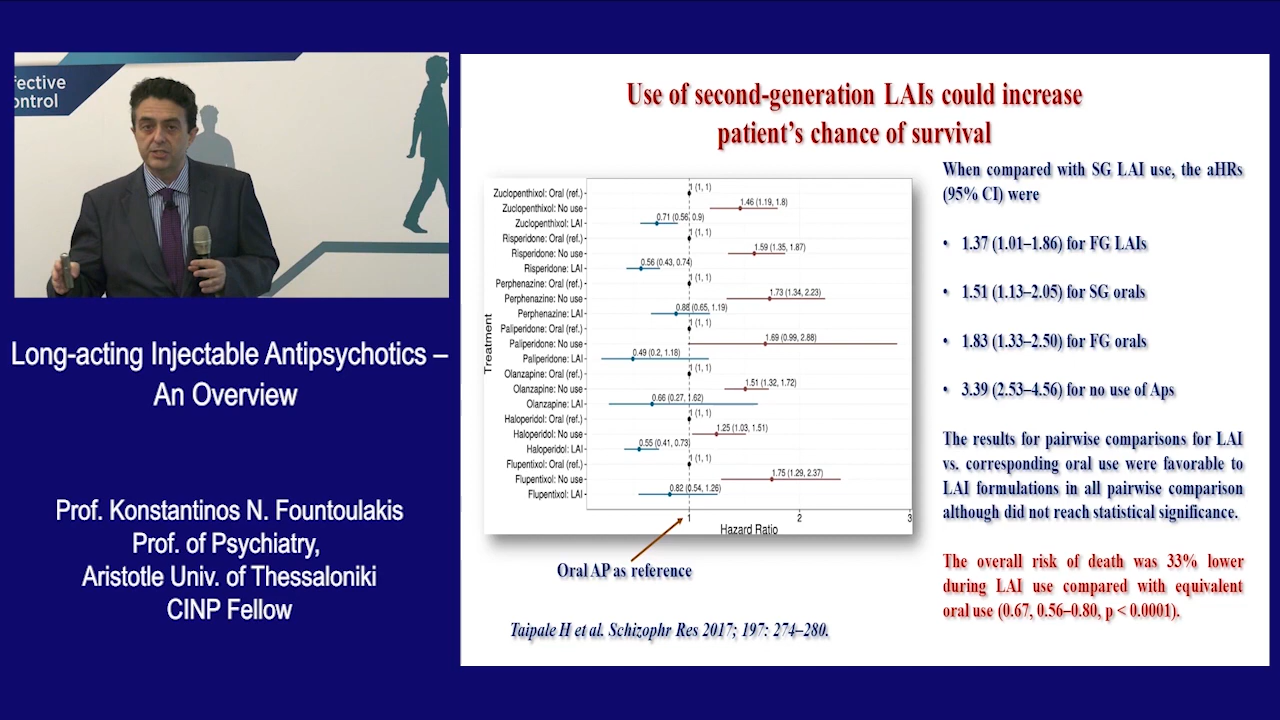 fective
ontrol
Long-acting Injectable Antipsychotics –
An Overview
Prof. Konstantinos N. Fountoulakis
Prof. of Psychiatry,
Aristotle Univ. of Thessaloniki
CINP Fellow
Use of second-generation LAIs could increase
patient’s chance of survival
Treatment
Zuclopenthixol: Oral (ref.) 1 (1, 1)
Zuclopenthixol: No use 1.46 (1.19, 1.8)
Zuclopenthixol: LAI 0.71 (0.56, 0.9)
Risperidone: Oral (ref.) 1 (1, 1)
Risperidone: No use 1.59 (1.35, 1.87)
Risperidone: LAI 0.56 (0.43, 0.74)
Perphenazine: Oral (ref.) 1 (1, 1)
Perphenazine: No use 1.73 (1.34, 2.23)
Perphenazine: LAI 0.88 (0.65, 1.19)
Paliperidone: Oral (ref.) 1 (1, 1)
Paliperidone: No use 1.69 (0.99, 2.88)
Paliperidone: LAI 0.49 (0.2, 1.18)
Olanzapine: Oral (ref.) 1 (1, 1)
Olanzapine: No use 1.51 (1.32, 1.72)
Olanzapine: LAI 0.66 (0.27, 1.62)
Haloperidol: Oral (ref.) 1 (1, 1)
Haloperidol: No use 1.25 (1.03, 1.51)
Haloperidol: LAI 0.55 (0.41, 0.73)
Flupentixol: Oral (ref.) 1 (1, 1)
Flupentixol: No use 1.75 (1.29, 2.37)
Flupentixol: LAI 0.82 (0.54, 1.26)
1 2 3
Hazard Ratio
Oral AP as reference
Taipale H et al. Schizophr Res 2017; 197: 274–280.
When compared with SG LAI use, the aHRs
(95% CI) were
• 1.37 (1.01–1.86) for FG LAIs
• 1.51 (1.13–2.05) for SG orals
• 1.83 (1.33–2.50) for FG orals
• 3.39 (2.53–4.56) for no use of Aps
The results for pairwise comparisons for LAI
vs. corresponding oral use were favorable to
LAI formulations in all pairwise comparison
although did not reach statistical significance.
The overall risk of death was 33% lower
during LAI use compared with equivalent
oral use (0.67, 0.56–0.80, p < 0.0001).